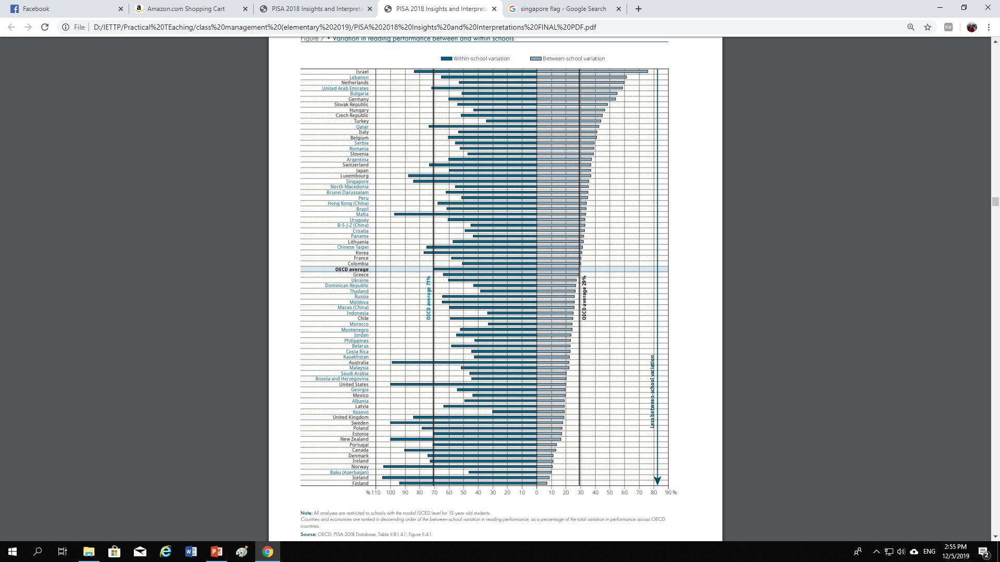 Facebook
Amazon.com Shopping Cart
PISA 2018 Insights and Interpreta
PISA 2018 Insights and Interpreta
singapore flag - Google Search
File
D:/IETTP/Practical%20TEaching/class%20management%20(elementary%202019)/PISA%202018%20Insights%20and%20Interpretations%20FINAL%20PDF.pdf
Figure 7 • Variation in reading performance between and within schools
Within-school variation
Between-school variation
Israel
Lebanon
Netherlands
United Arab Emirates
Bulgaria
Germany
Slovak Republic
Hungary
Czech Republic
Turkey
Qatar
Italy
Belgium
Serbia
Romania
Slovenia
Argentina
Switzerland
Japan
Luxembourg
Singapore
North Macedonia
Brunei Darussalam
Peru
Hong Kong (China)
Brazil
Malta
Uruguay
B-S-J-Z (China)
Croatia
Panama
Lithuania
Chinese Taipei
Korea
France
Colombia
OECD average
Greece
Ukraine
Dominican Republic
Thailand
Russia
Moldova
Macao (China)
Indonesia
Chile
Morocco
Montenegro
Jordan
Philippines
Belarus
Costa Rica
Kazakhstan
Australia
Malaysia
Saudi Arabia
Bosnia and Herzegovina
United States
Georgia
Mexico
Albania
Latvia
Kosovo
United Kingdom
Sweden
Poland
Estonia
New Zealand
Portugal
Canada
Denmark
Ireland
Norway
Baku (Azerbaijan)
Iceland
Finland
OECD average 71%
OECD average 29%
Less between-school variation
% 110 100 90 80 70 60 50 40 30 20 10 0 10 20 30 40 50 60 70 80 90 %
Note: All analyses are restricted to schools with the modal ISCED level for 15-year-old students.
Countries and economies are ranked in descending order of the between-school variation in reading performance, as a percentage of the total variation in performance across OECD
countries.
Source: OECD, PISA 2018 Database, Table II.B1.4.1; Figure II.4.1.
ENG
2:55 PM
12/5/2019
2